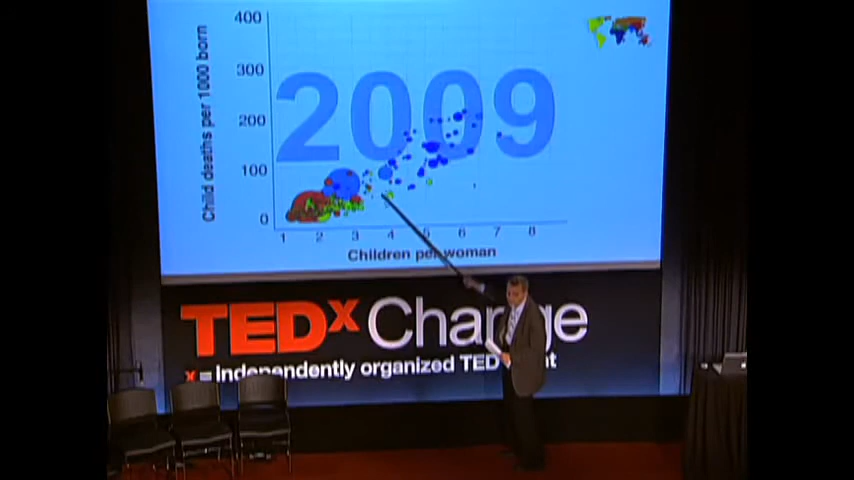 400
300
200
100
0
Child deaths per 1000 born
2009
1 2 3 4 5 6 7 8
Children per woman
TEDx Change
x = independently organized TED